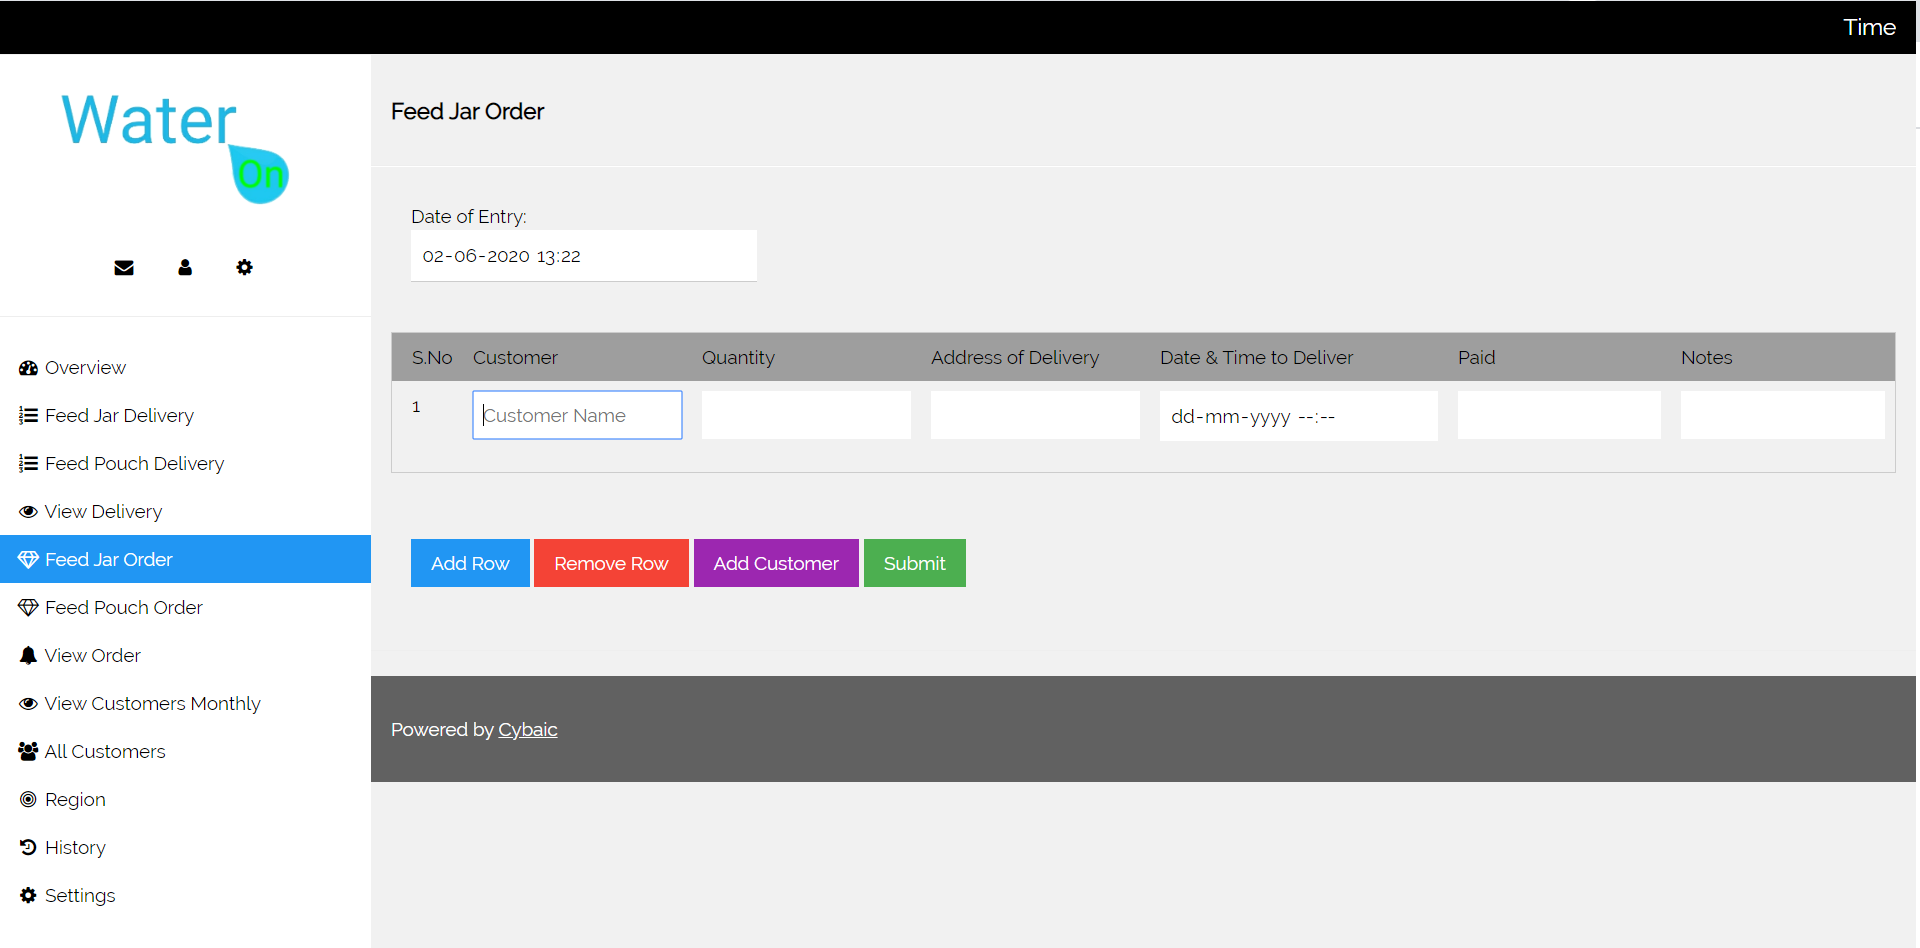 Time
Water
On
Overview
Feed Jar Delivery
Feed Pouch Delivery
View Delivery
Feed Jar Order
Feed Pouch Order
View Order
View Customers Monthly
All Customers
Region
History
Settings
Feed Jar Order
Date of Entry:
02-06-2020 13:22
S.No Customer Quantity Address of Delivery Date & Time to Deliver Paid Notes
1 Customer Name dd-mm-yyyy --:--
Add Row Remove Row Add Customer Submit
Powered by Cybaic